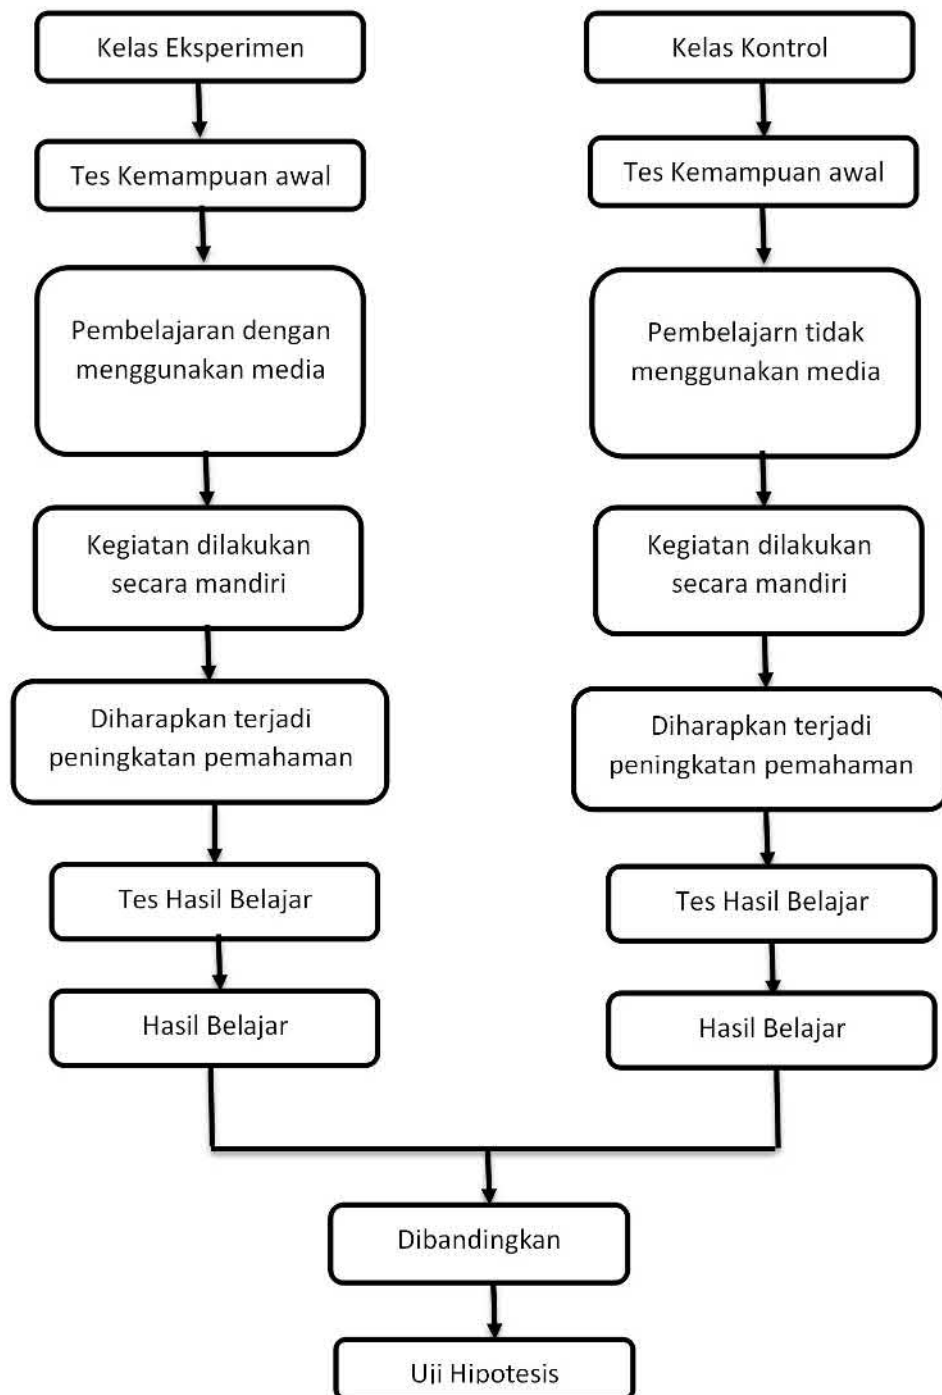 Kelas Eksperimen
Tes Kemampuan awal
Pembelajaran dengan
menggunakan media
Kegiatan dilakukan
secara mandiri
Diharapkan terjadi
peningkatan pemahaman
Tes Hasil Belajar
Hasil Belajar
Kelas Kontrol
Tes Kemampuan awal
Pembelajarn tidak
menggunakan media
Kegiatan dilakukan
secara mandiri
Diharapkan terjadi
peningkatan pemahaman
Tes Hasil Belajar
Hasil Belajar
Dibandingkan
Uji Hipotesis